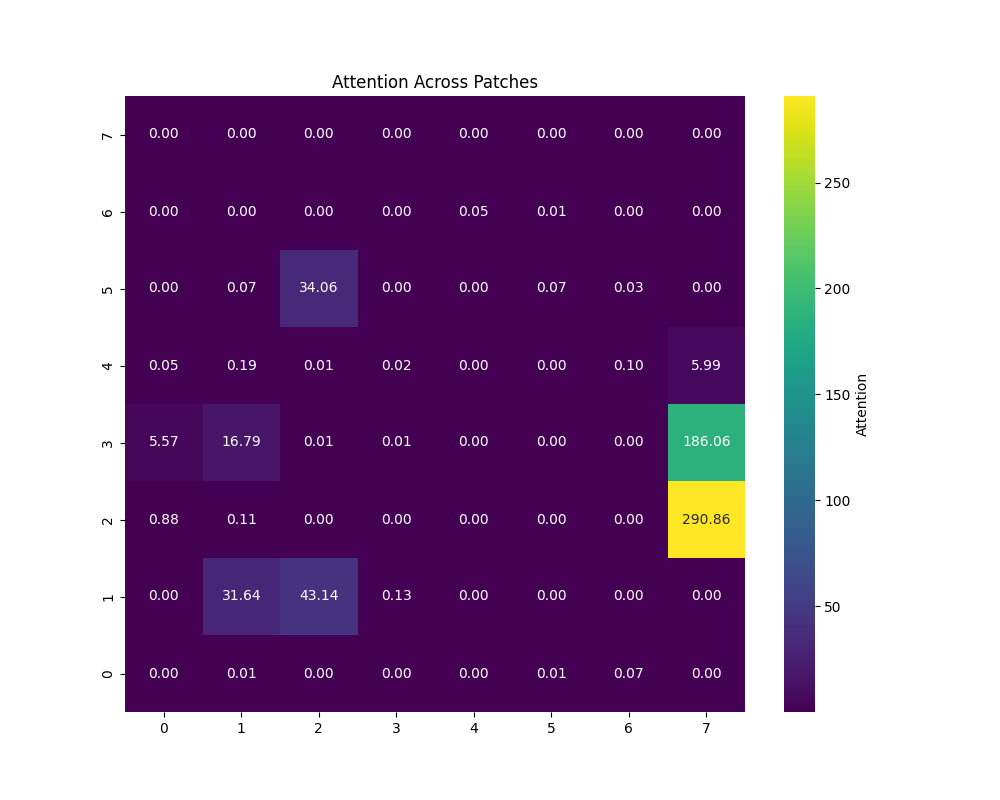 Attention Across Patches
7 0.00 0.00 0.00 0.00 0.00 0.00 0.00 0.00
6 0.00 0.00 0.00 0.00 0.05 0.01 0.00 0.00
5 0.00 0.07 34.06 0.00 0.00 0.07 0.03 0.00
4 0.05 0.19 0.01 0.02 0.00 0.00 0.10 5.99
3 5.57 16.79 0.01 0.01 0.00 0.00 0.00 186.06
2 0.88 0.11 0.00 0.00 0.00 0.00 0.00 290.86
1 0.00 31.64 43.14 0.13 0.00 0.00 0.00 0.00
0 0.00 0.01 0.00 0.00 0.00 0.01 0.07 0.00
0 1 2 3 4 5 6 7
250
200
150
100
50
Attention